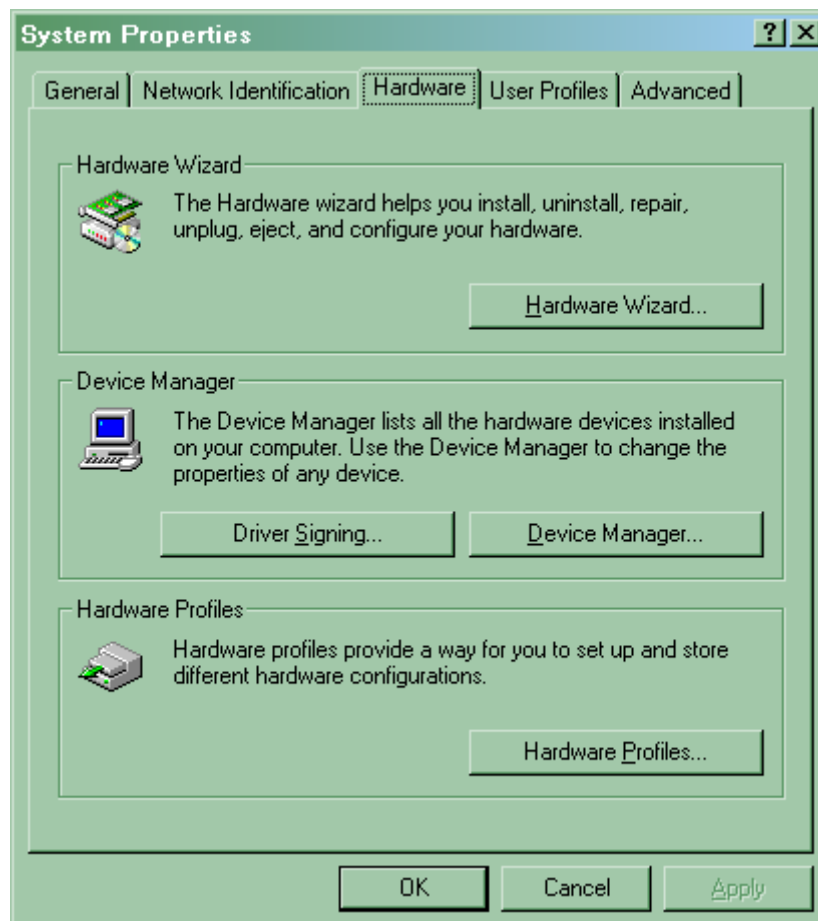 System Properties
General Network Identification Hardware User Profiles Advanced
Hardware Wizard
The Hardware wizard helps you install, uninstall, repair,
unplug, eject, and configure your hardware.
Hardware Wizard...
Device Manager
The Device Manager lists all the hardware devices installed
on your computer. Use the Device Manager to change the
properties of any device.
Driver Signing... Device Manager...
Hardware Profiles
Hardware profiles provide a way for you to set up and store
different hardware configurations.
Hardware Profiles...
OK Cancel Apply